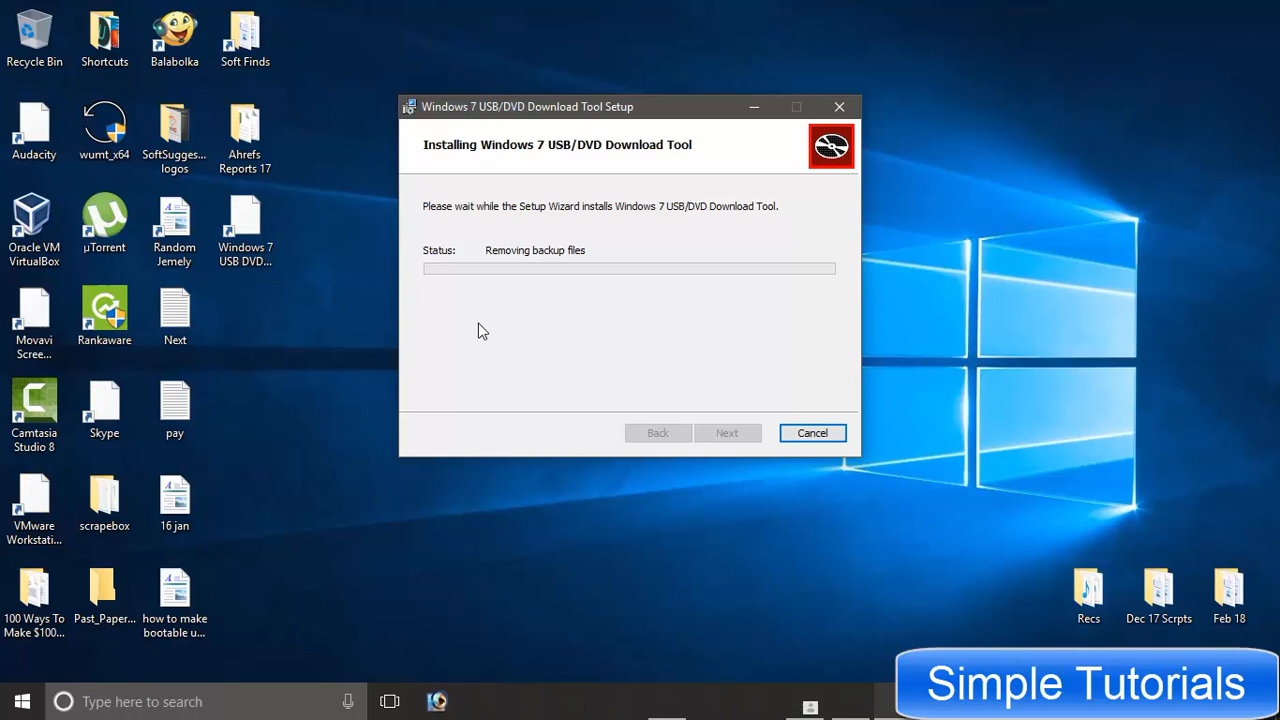 Recycle Bin
Shortcuts
Balabolka
Soft Finds
Audacity
wumt_x64
SoftSugges...
logos
Ahrefs
Reports 17
Oracle VM
VirtualBox
µTorrent
Random
Jemely
Windows 7
USB DVD...
Movavi
Scree...
Rankaware
Next
Camtasia
Studio 8
Skype
pay
VMware
Workstati...
scrapebox
16 jan
100 Ways To
Make $100...
Past_Paper...
how to make
bootable u...
Windows 7 USB/DVD Download Tool Setup
Installing Windows 7 USB/DVD Download Tool
Please wait while the Setup Wizard installs Windows 7 USB/DVD Download Tool.
Status: Removing backup files
Back
Next
Cancel
Recs
Dec 17 Scrpts
Feb 18
Type here to search
Simple Tutorials